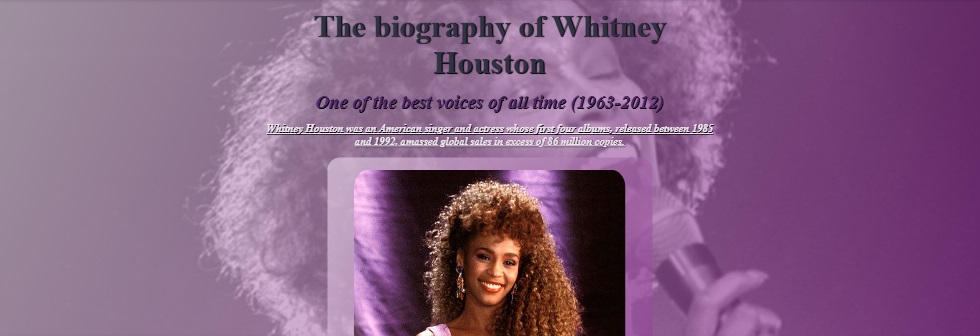 The biography of Whitney
Houston
One of the best voices of all time (1963-2012)
Whitney Houston was an American singer and actress whose first four albums, released between 1985
and 1992, amassed global sales in excess of 86 million copies.